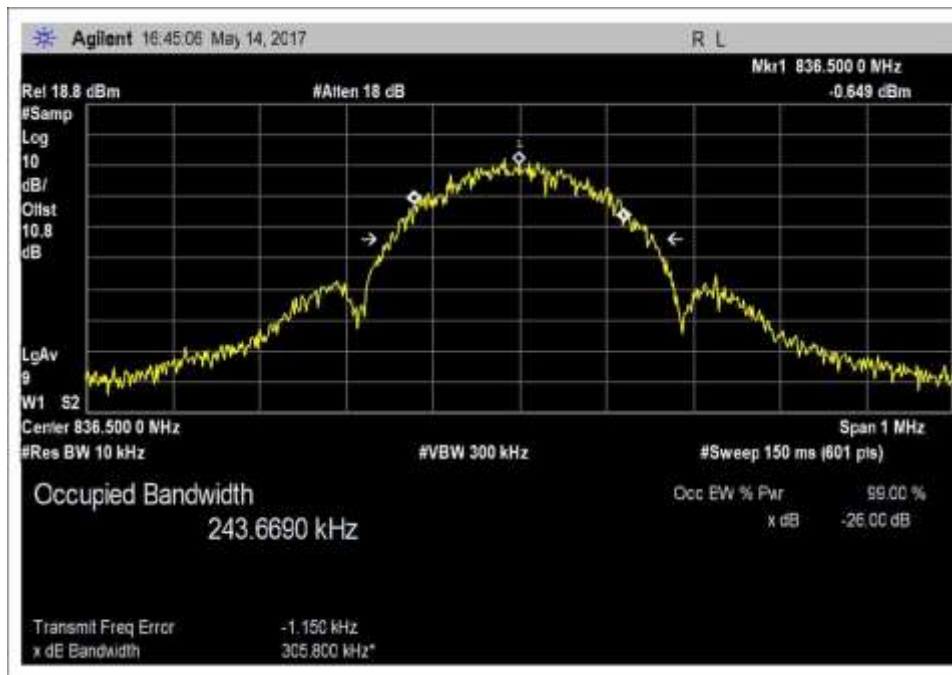 Agilent 16:45:06 May 14, 2017 R L
Mkr1 836.500 0 MHz
Ref 18.8 dBm #Atten 18 dB -0.649 dBm
#Samp
Log
10
dB/
Offst
10.8
dB
1
LgAv
9
W1 S2
Center 836.500 0 MHz Span 1 MHz
#Res BW 10 kHz #VBW 300 kHz #Sweep 150 ms (601 pts)
Occupied Bandwidth Occ BW % Pwr 99.00 %
243.6690 kHz x dB -26.00 dB
Transmit Freq Error -1.150 kHz
x dB Bandwidth 305.800 kHz*